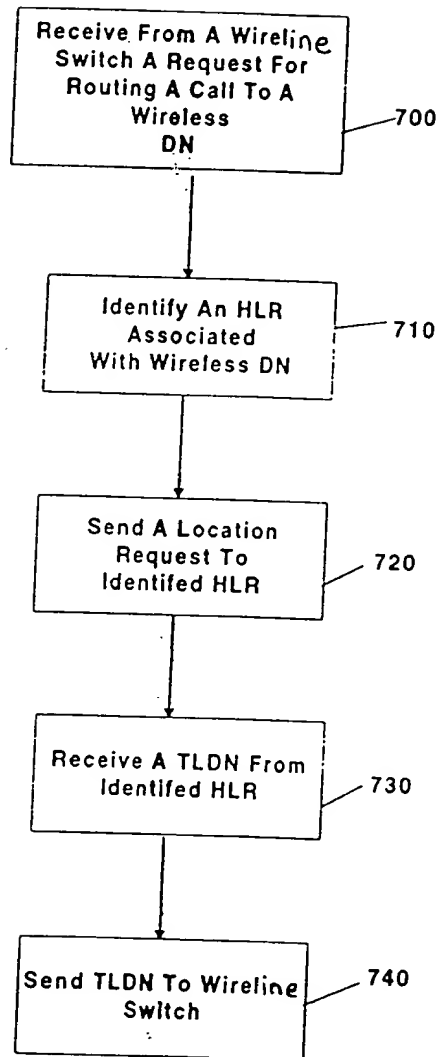 Receive From A Wireline
Switch A Request For
Routing A Call To A
Wireless
DN
700
Identify An HLR
Associated
With Wireless DN
710
Send A Location
Request To
Identifed HLR
720
Receive A TLDN From
Identifed HLR
730
Send TLDN To Wireline
Switch
740